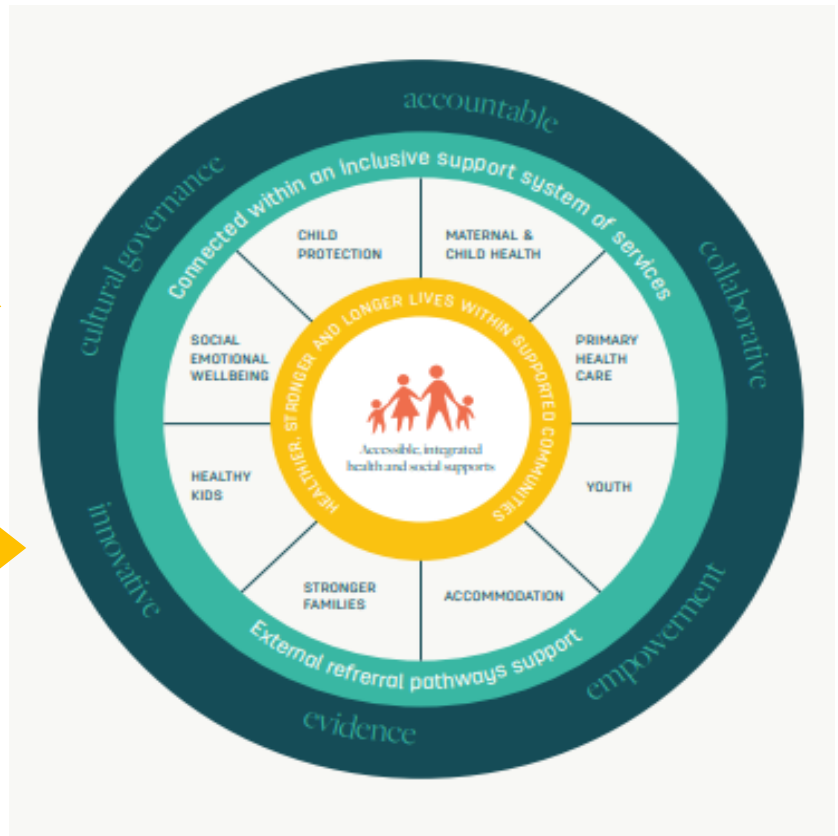 accountable
collaborative
empowerment
evidence
innovative
cultural governance
Connected within an inclusive support system of services
External refrerral pathways support
CHILD
PROTECTION
MATERNAL &
CHILD HEALTH
PRIMARY
HEALTH
CARE
YOUTH
ACCOMMODATION
STRONGER
FAMILIES
HEALTHY
KIDS
SOCIAL
EMOTIONAL
WELLBEING
HEALTHIER, STRONGER AND LONGER LIVES WITHIN SUPPORTED COMMUNITIES
Accessible, integrated
health and social supports